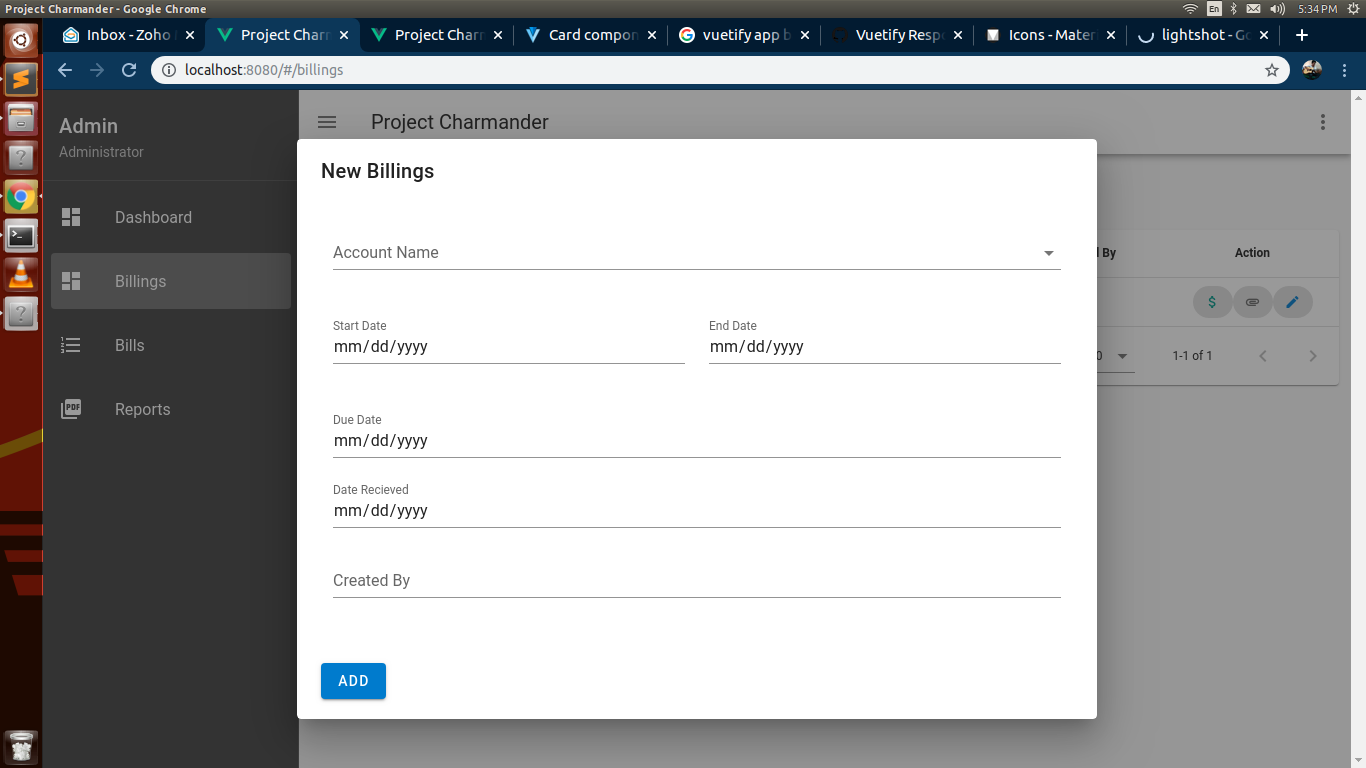 Project Charmander - Google Chrome
En
5:34 PM
Inbox - Zoho
Project Charm
Project Charm
Card compon
vuetify app b
Vuetify Resp
Icons - Mater
lightshot - Go
localhost:8080/#/billings
Admin
Administrator
Dashboard
Billings
Bills
PDF
Reports
Project Charmander
New Billings
Account Name
Start Date
mm/dd/yyyy
End Date
mm/dd/yyyy
Due Date
mm/dd/yyyy
Date Recieved
mm/dd/yyyy
Created By
ADD
By
Action
$
0
1-1 of 1